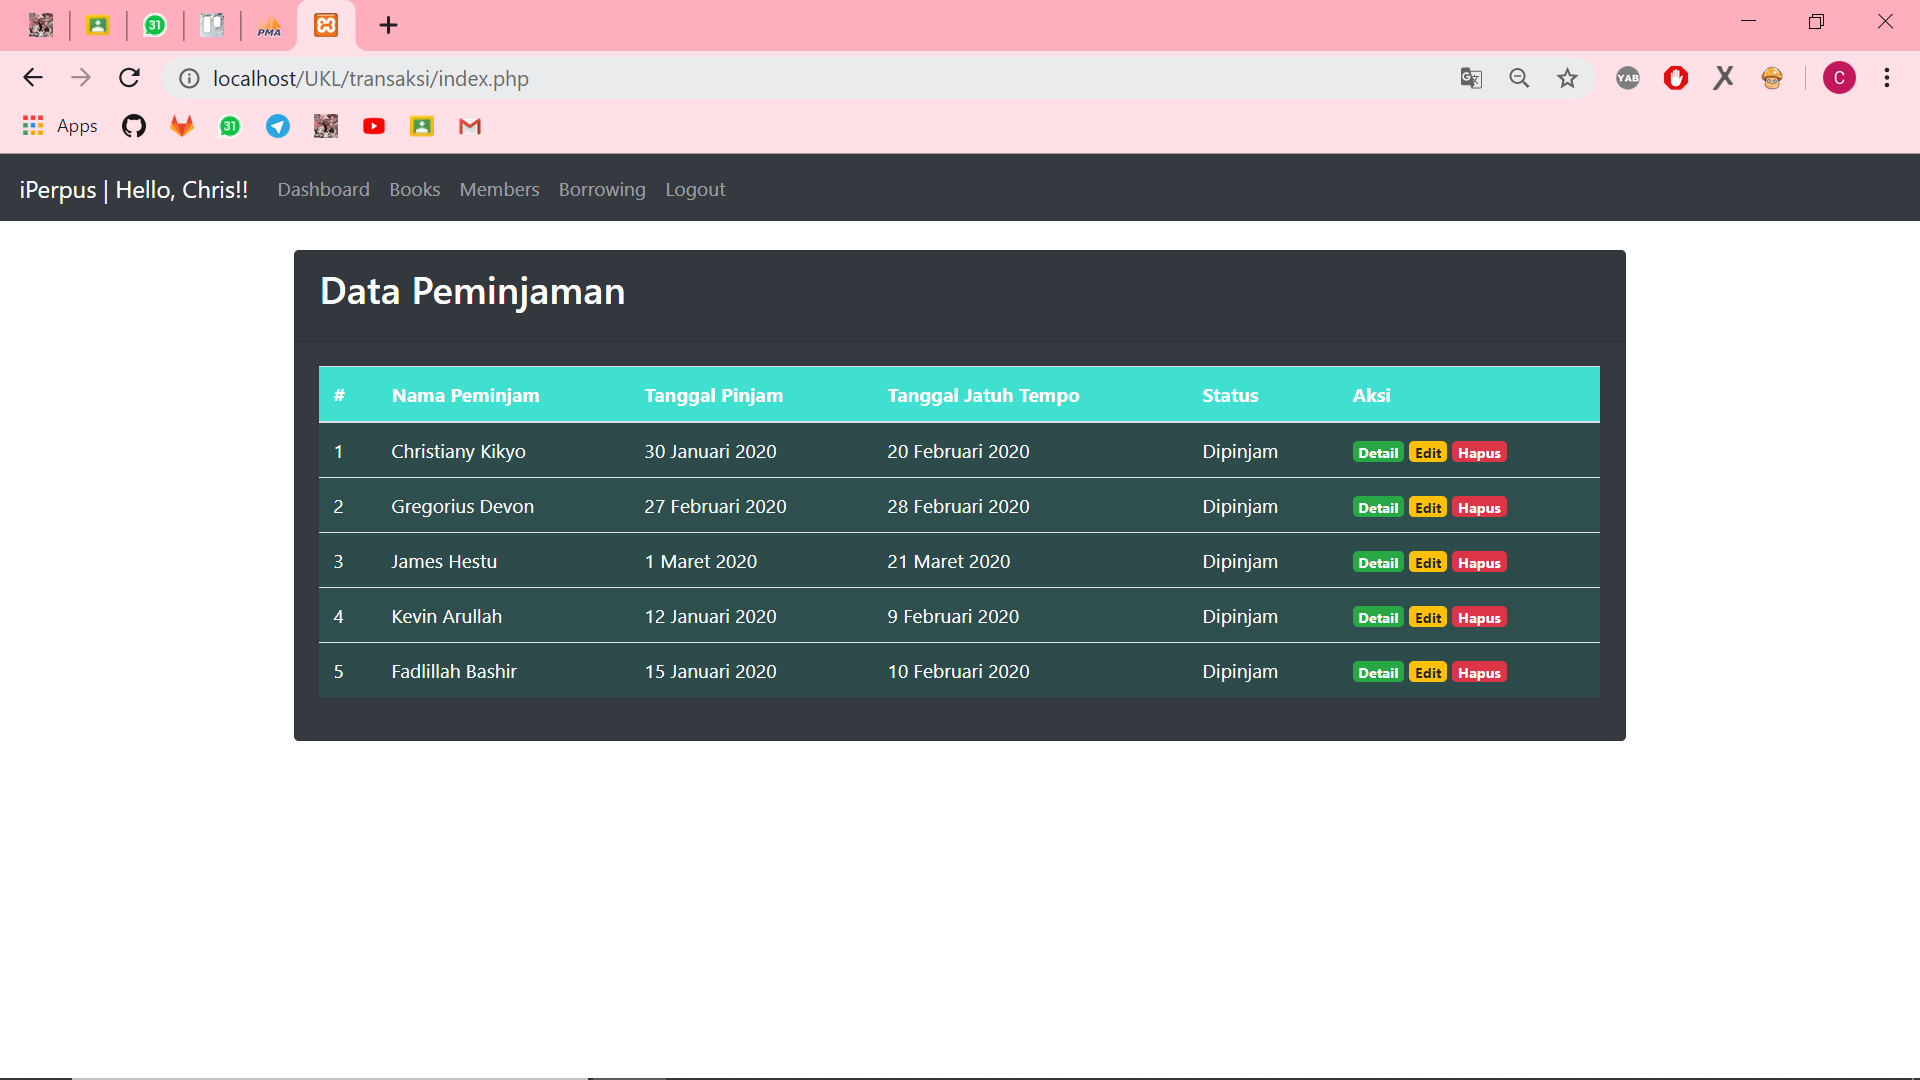 PMA
localhost/UKL/transaksi/index.php
YAB
C
Apps
31
iPerpus | Hello, Chris!! Dashboard Books Members Borrowing Logout
Data Peminjaman
# Nama Peminjam Tanggal Pinjam Tanggal Jatuh Tempo Status Aksi
1 Christiany Kikyo 30 Januari 2020 20 Februari 2020 Dipinjam Detail Edit Hapus
2 Gregorius Devon 27 Februari 2020 28 Februari 2020 Dipinjam Detail Edit Hapus
3 James Hestu 1 Maret 2020 21 Maret 2020 Dipinjam Detail Edit Hapus
4 Kevin Arullah 12 Januari 2020 9 Februari 2020 Dipinjam Detail Edit Hapus
5 Fadlillah Bashir 15 Januari 2020 10 Februari 2020 Dipinjam Detail Edit Hapus